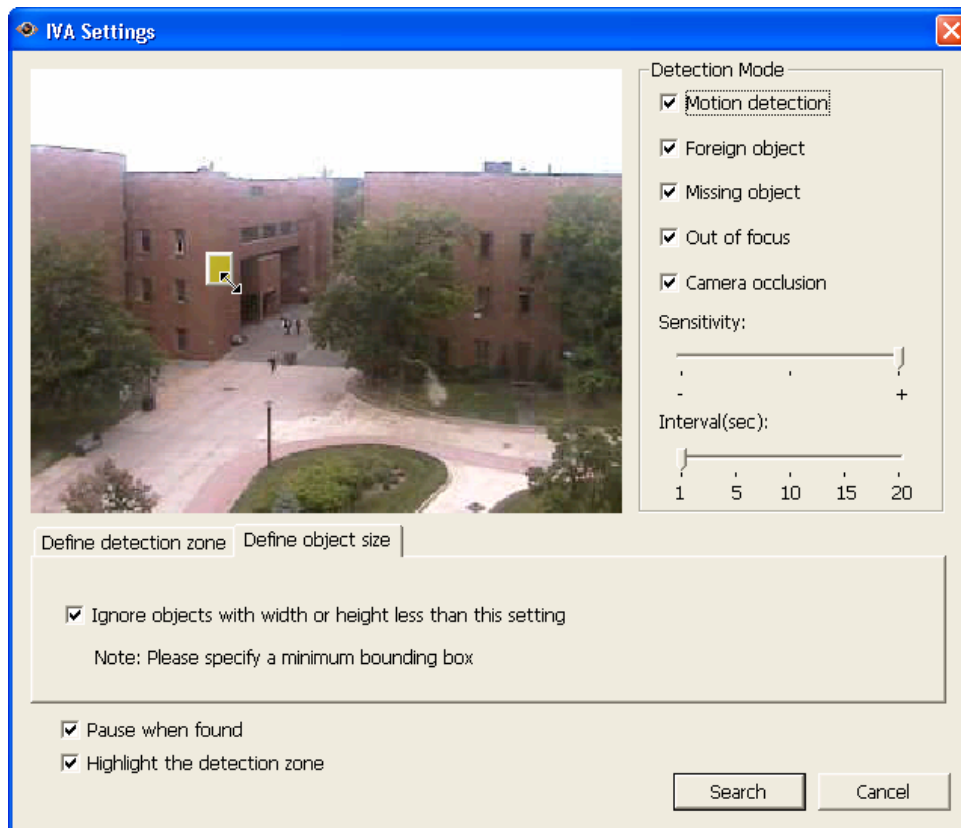 IVA Settings
Detection Mode
Motion detection
Foreign object
Missing object
Out of focus
Camera occlusion
Sensitivity:
- +
Interval(sec):
1 5 10 15 20
Define detection zone Define object size
Ignore objects with width or height less than this setting
Note: Please specify a minimum bounding box
Pause when found
Highlight the detection zone
Search Cancel